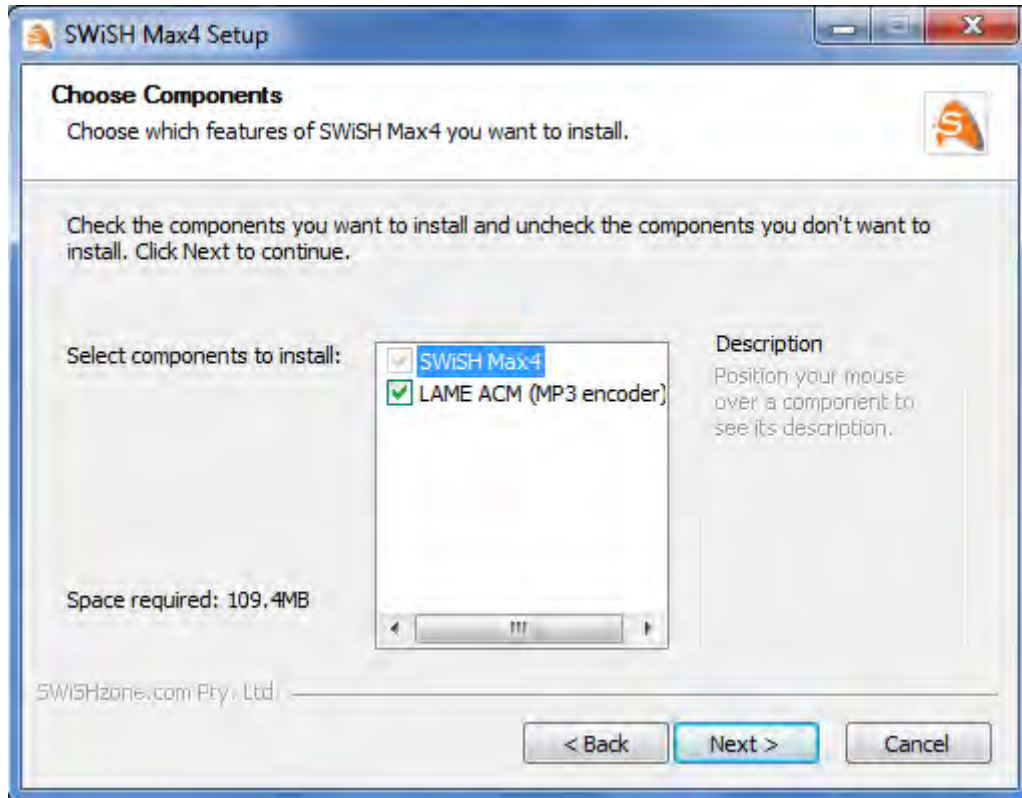 SWiSH Max4 Setup
Choose Components
Choose which features of SWiSH Max4 you want to install.
Check the components you want to install and uncheck the components you don't want to
install. Click Next to continue.
Select components to install:
SWiSH Max4
LAME ACM (MP3 encoder)
Description
Position your mouse
over a component to
see its description.
Space required: 109.4MB
SWiSHzone.com Pty. Ltd.
< Back
Next >
Cancel